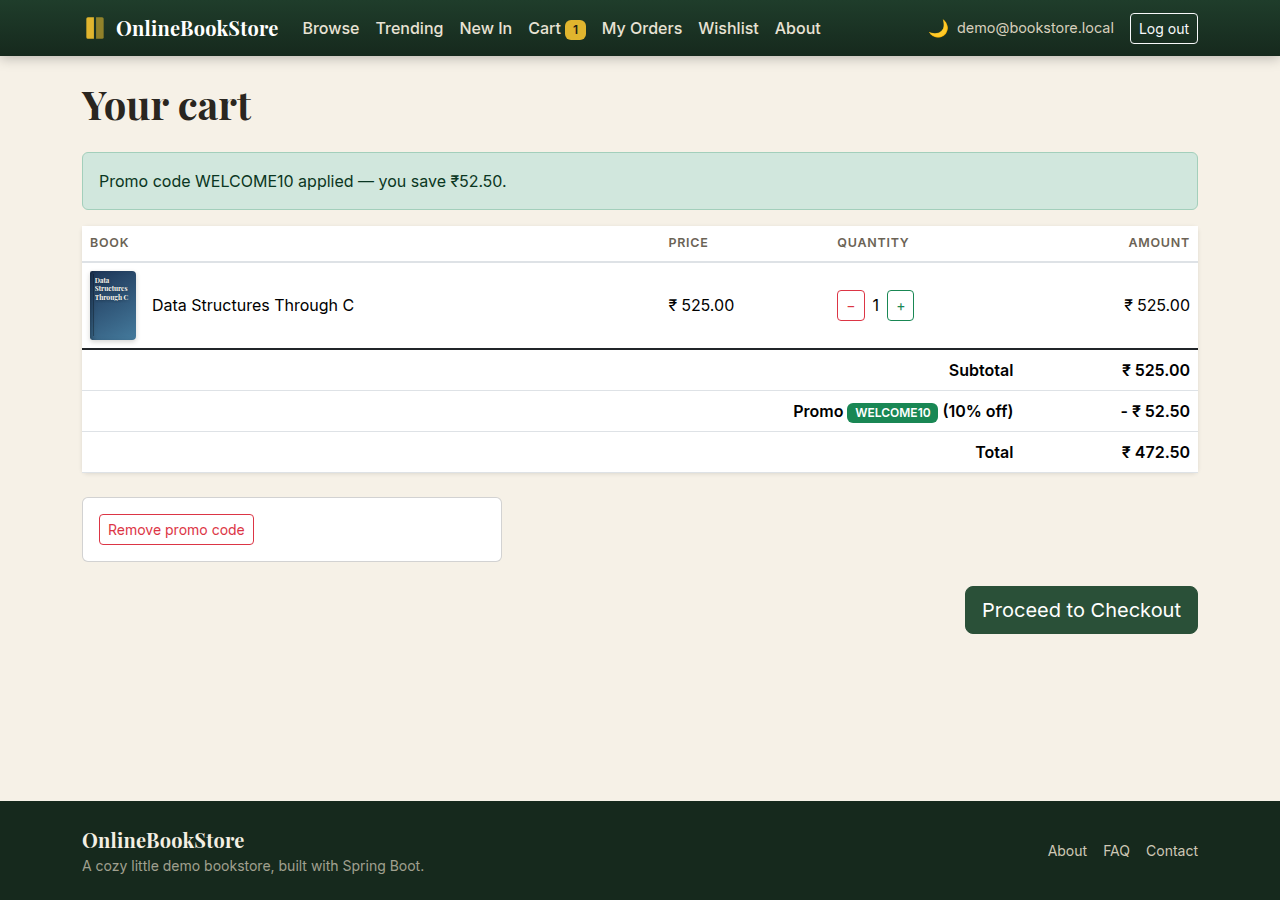 OnlineBookStore Browse Trending New In Cart 1 My Orders Wishlist About 🌙 demo@bookstore.local Log out
Your cart
Promo code WELCOME10 applied — you save ₹52.50.
BOOK PRICE QUANTITY AMOUNT
Data
Structures
Through C
Data Structures Through C ₹ 525.00 − 1 + ₹ 525.00
Subtotal ₹ 525.00
Promo WELCOME10 (10% off) - ₹ 52.50
Total ₹ 472.50
Remove promo code
Proceed to Checkout
OnlineBookStore
A cozy little demo bookstore, built with Spring Boot.
About FAQ Contact